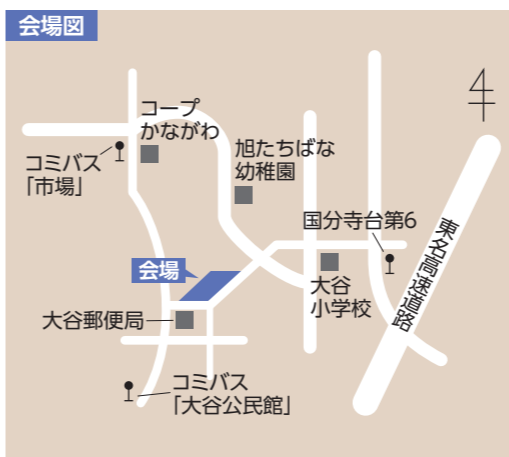 会場図
コープ
かながわ
コミバス
「市場」
旭たちばな
幼稚園
国分寺台第6
東名高速道路
会場
大谷
小学校
大谷郵便局
コミバス
「大谷公民館」